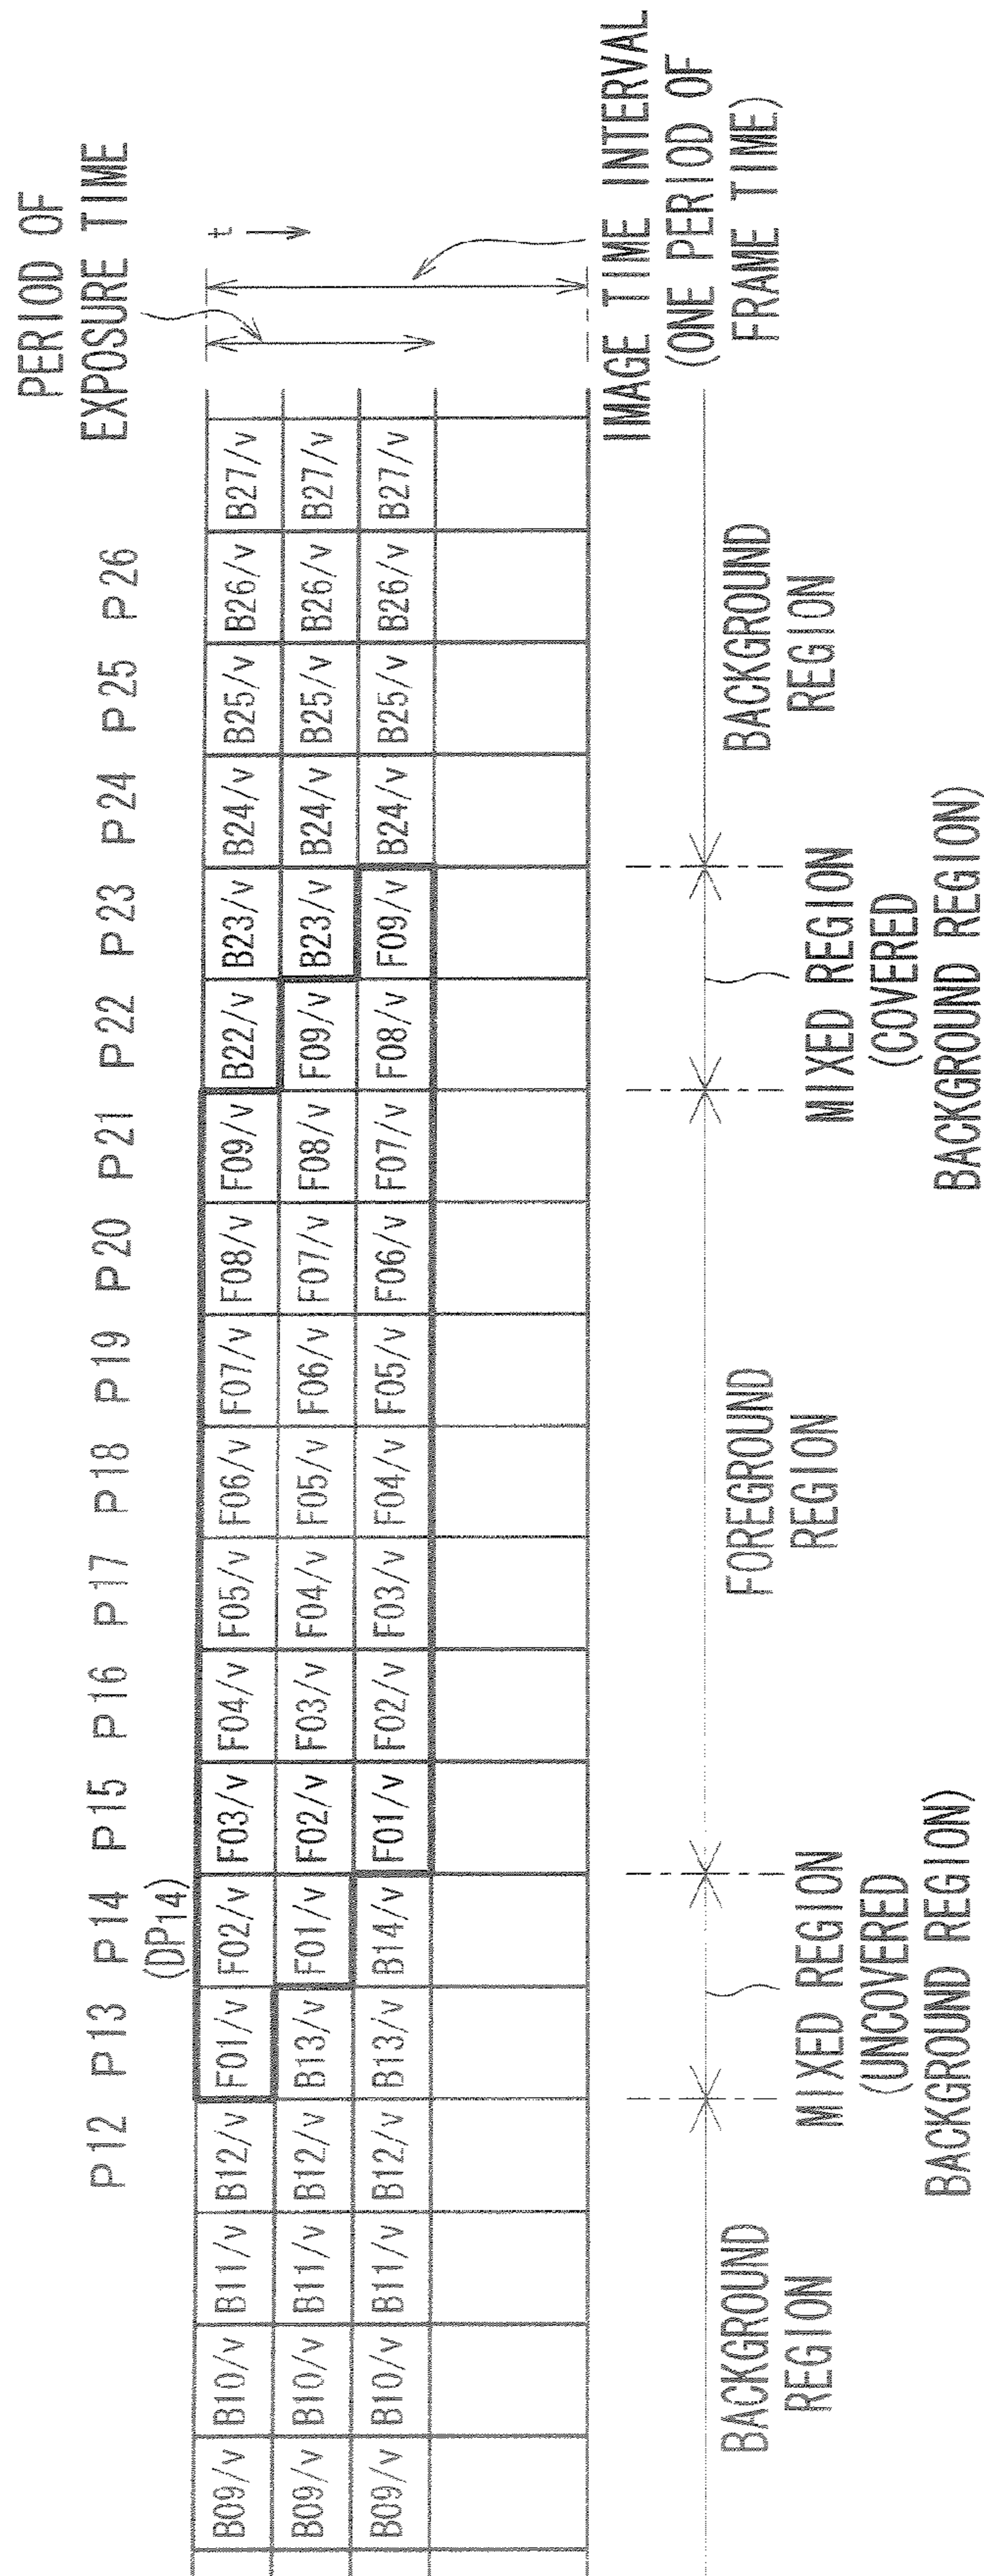 PERIOD OF
EXPOSURE TIME
t
P12 P13 P14 P15 P16 P17 P18 P19 P20 P21 P22 P23 P24 P25 P26
(DP14)
B09/v B10/v B11/v B12/v F01/v F02/v F03/v F04/v F05/v F06/v F07/v F08/v F09/v B22/v B23/v B24/v B25/v B26/v B27/v
B09/v B10/v B11/v B12/v B13/v F01/v F02/v F03/v F04/v F05/v F06/v F07/v F08/v F09/v B23/v B24/v B25/v B26/v B27/v
B09/v B10/v B11/v B12/v B13/v B14/v F01/v F02/v F03/v F04/v F05/v F06/v F07/v F08/v F09/v B24/v B25/v B26/v B27/v
IMAGE TIME INTERVAL
(ONE PERIOD OF
FRAME TIME)
BACKGROUND
REGION
MIXED REGION
(UNCOVERED
BACKGROUND REGION)
FOREGROUND
REGION
MIXED REGION
(COVERED
BACKGROUND REGION)
BACKGROUND
REGION